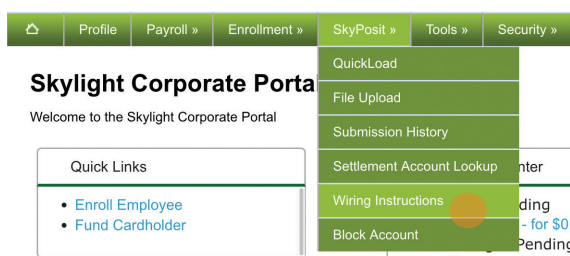 Profile
Payroll »
Enrollment »
SkyPosit »
Tools »
Security »
QuickLoad
File Upload
Submission History
Settlement Account Lookup
Wiring Instructions
Block Account
Skylight Corporate Porta
Welcome to the Skylight Corporate Portal
Quick Links
• Enroll Employee
• Fund Cardholder
nter
ding
- for $0
Pending